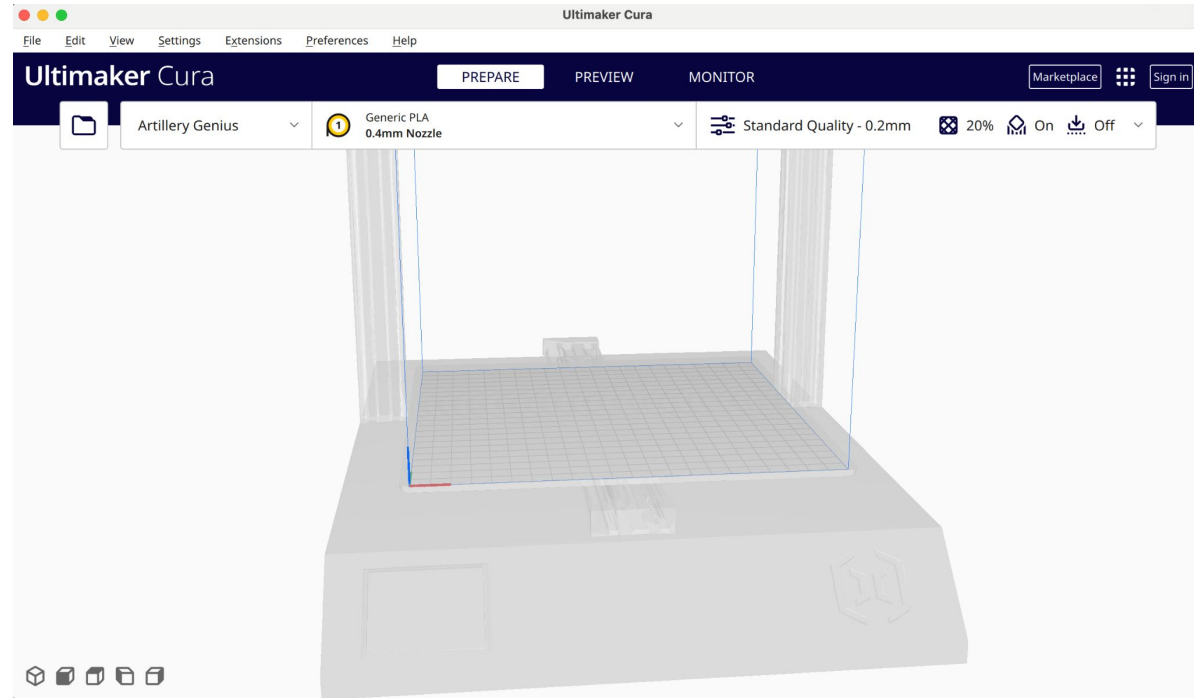 Ultimaker Cura
File Edit View Settings Extensions Preferences Help
Ultimaker Cura PREPARE PREVIEW MONITOR Marketplace Sign in
Artillery Genius 1 Generic PLA
0.4mm Nozzle
Standard Quality - 0.2mm 20% On Off